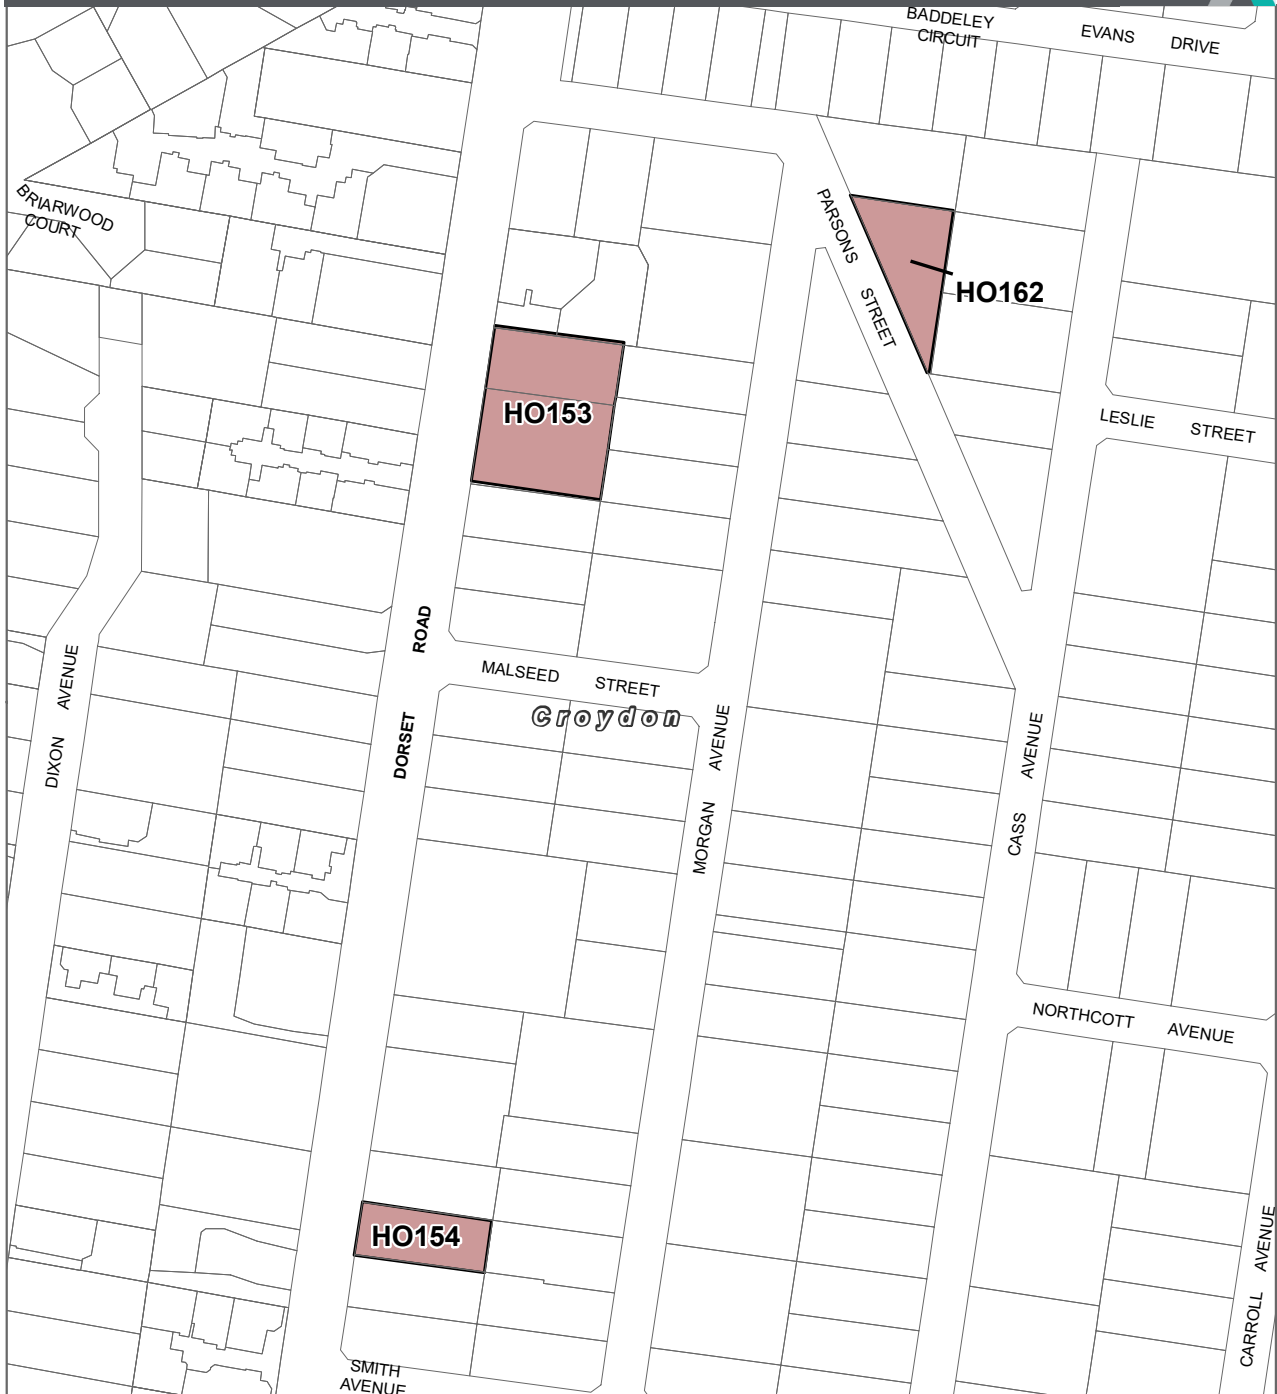 BADDELEY
CIRCUIT
EVANS DRIVE
BRIARWOOD
COURT
PARSONS STREET
HO162
HO153
LESLIE STREET
DORSET ROAD
MALSEED STREET
Croydon
DIXON AVENUE
MORGAN AVENUE
CASS AVENUE
NORTHCOTT AVENUE
HO154
CARROLL AVENUE
SMITH
AVENUE